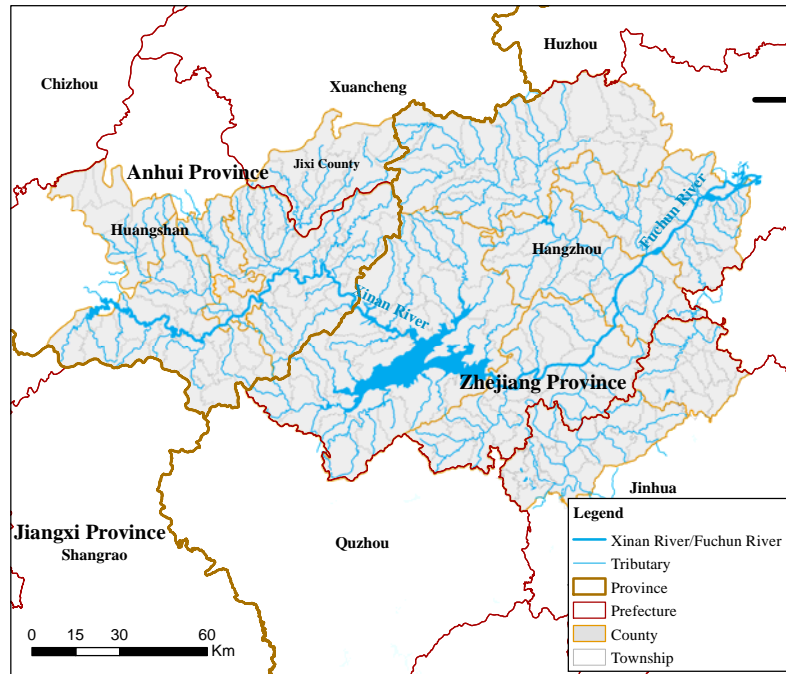 Huzhou
Chizhou
Xuancheng
Jixi County
Anhui Province
Huangshan
Hangzhou
Fuchun River
Xinan River
Zhejiang Province
Jinhua
Jiangxi Province
Shangrao
Quzhou
Legend
Xinan River/Fuchun River
Tributary
Province
Prefecture
County
Township
0 15 30 60
Km